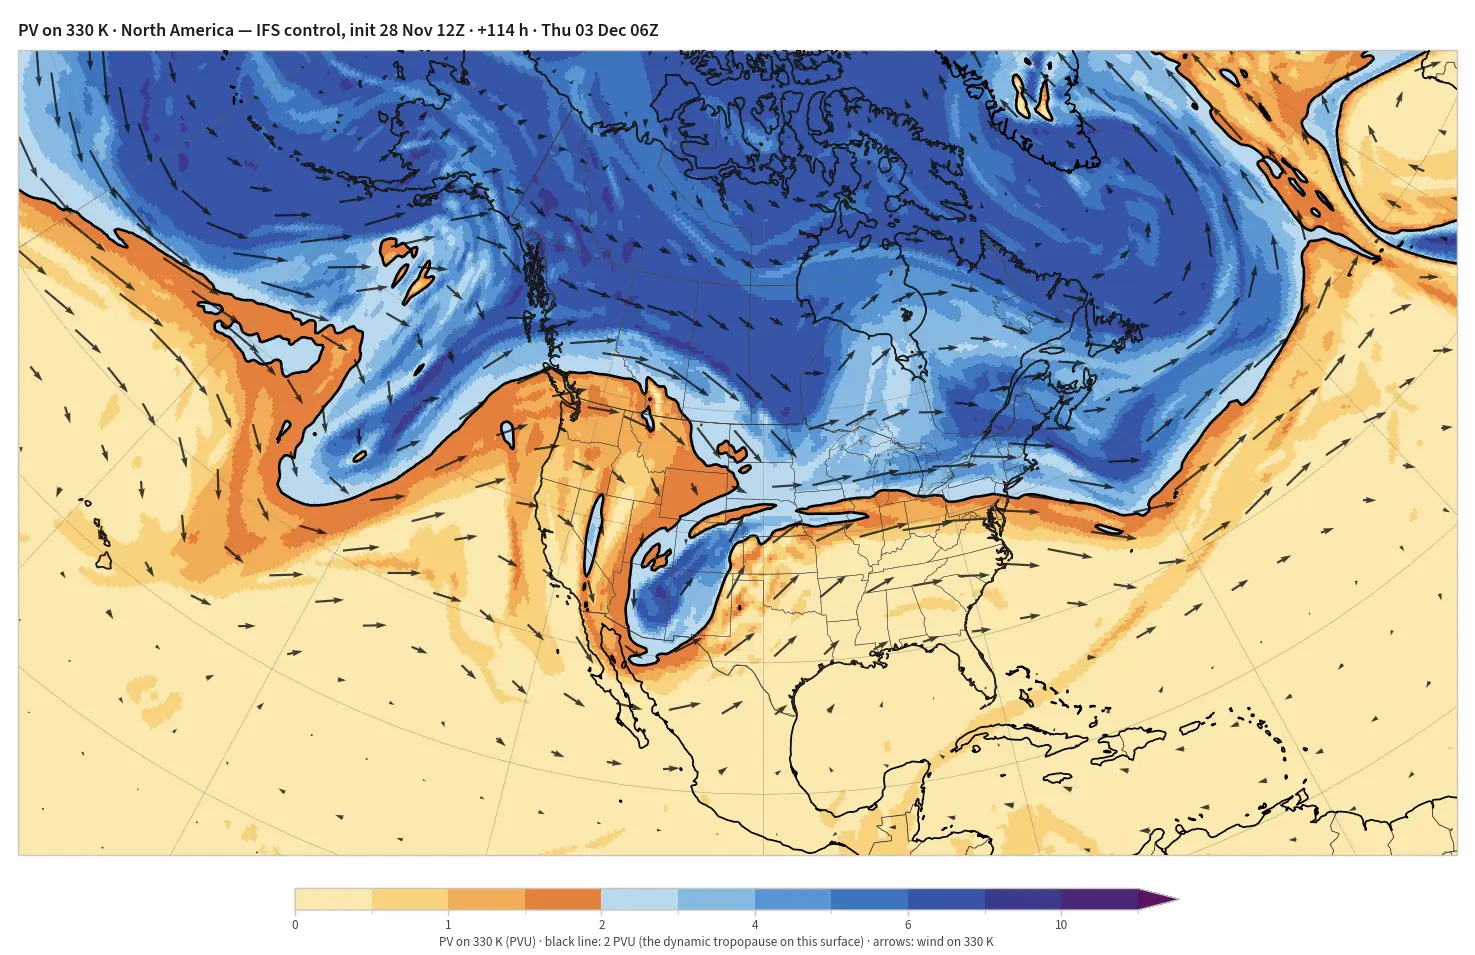 PV on 330 K · North America — IFS control, init 28 Nov 12Z · +114 h · Thu 03 Dec 06Z
0 1 2 4 6 10
PV on 330 K (PVU) · black line: 2 PVU (the dynamic tropopause on this surface) · arrows: wind on 330 K